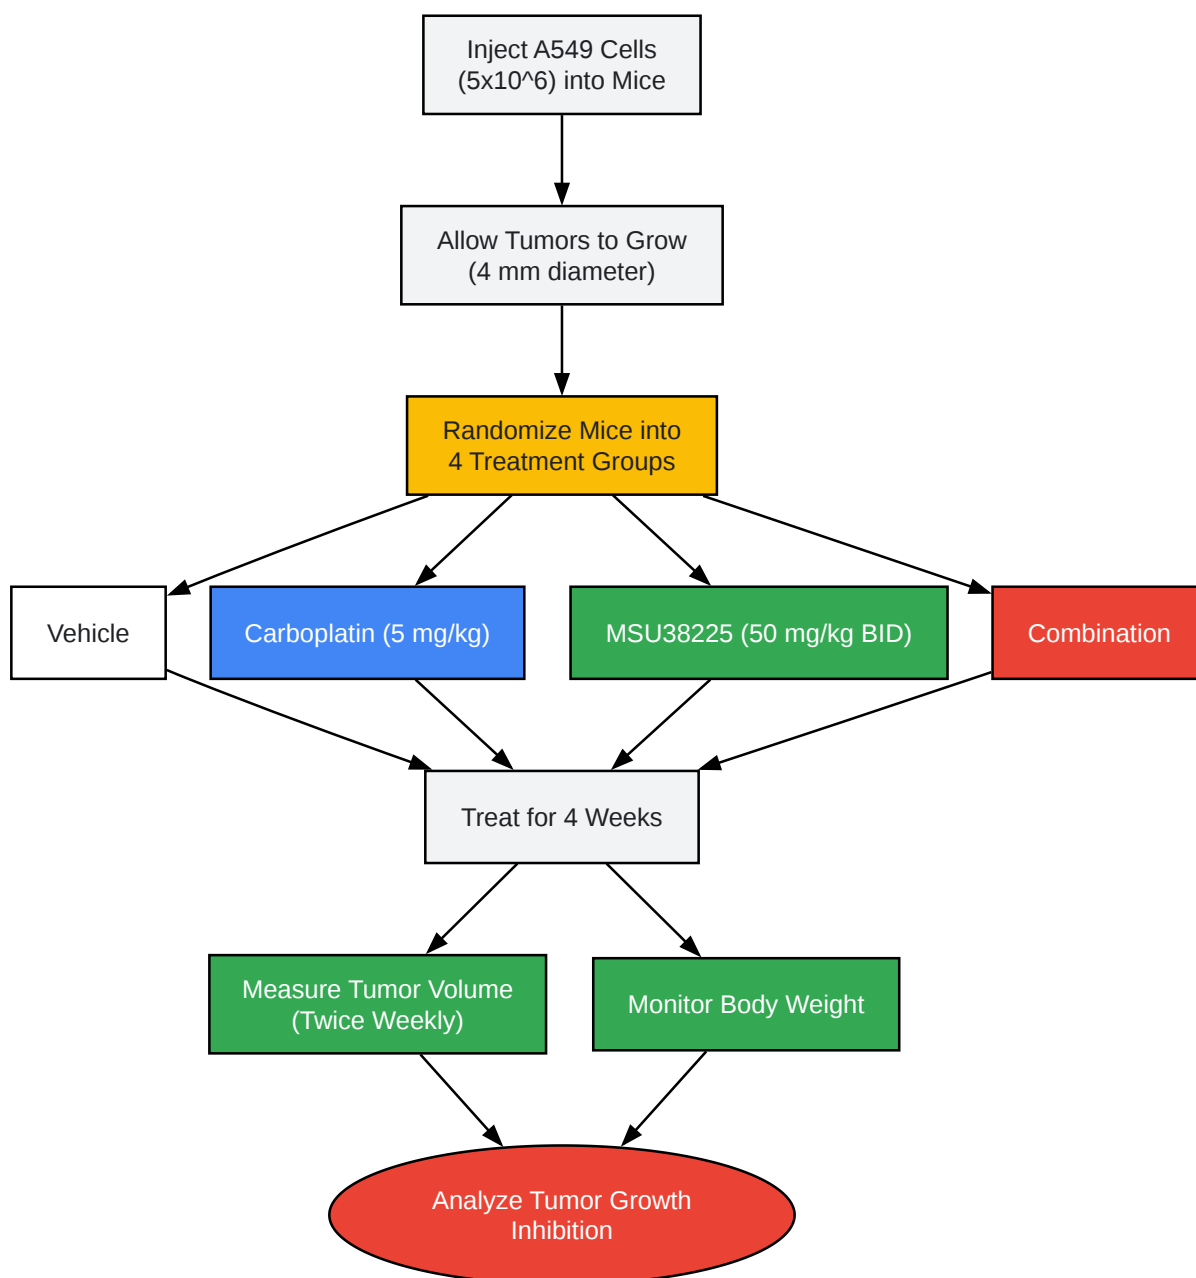 Inject A549 Cells
(5x10^6) into Mice
Allow Tumors to Grow
(4 mm diameter)
Randomize Mice into
4 Treatment Groups
Vehicle
Carboplatin (5 mg/kg)
MSU38225 (50 mg/kg BID)
Combination
Treat for 4 Weeks
Measure Tumor Volume
(Twice Weekly)
Monitor Body Weight
Analyze Tumor Growth
Inhibition